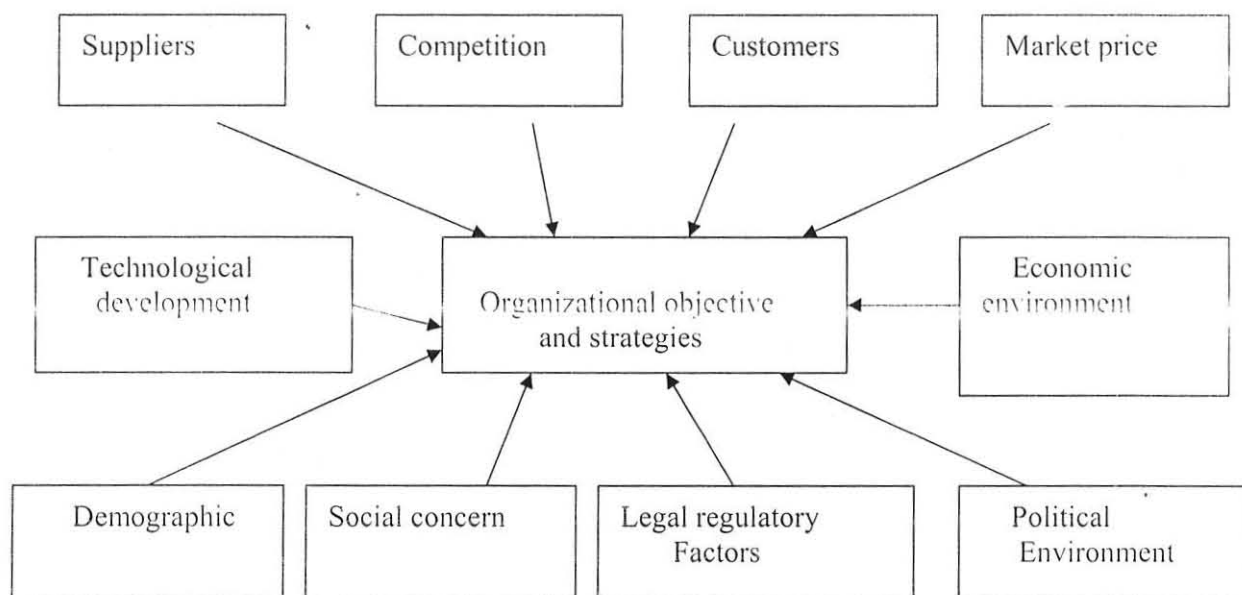 Suppliers
Competition
Customers
Market price
Technological
development
Organizational objective
and strategies
Economic
environment
Demographic
Social concern
Legal regulatory
Factors
Political
Environment